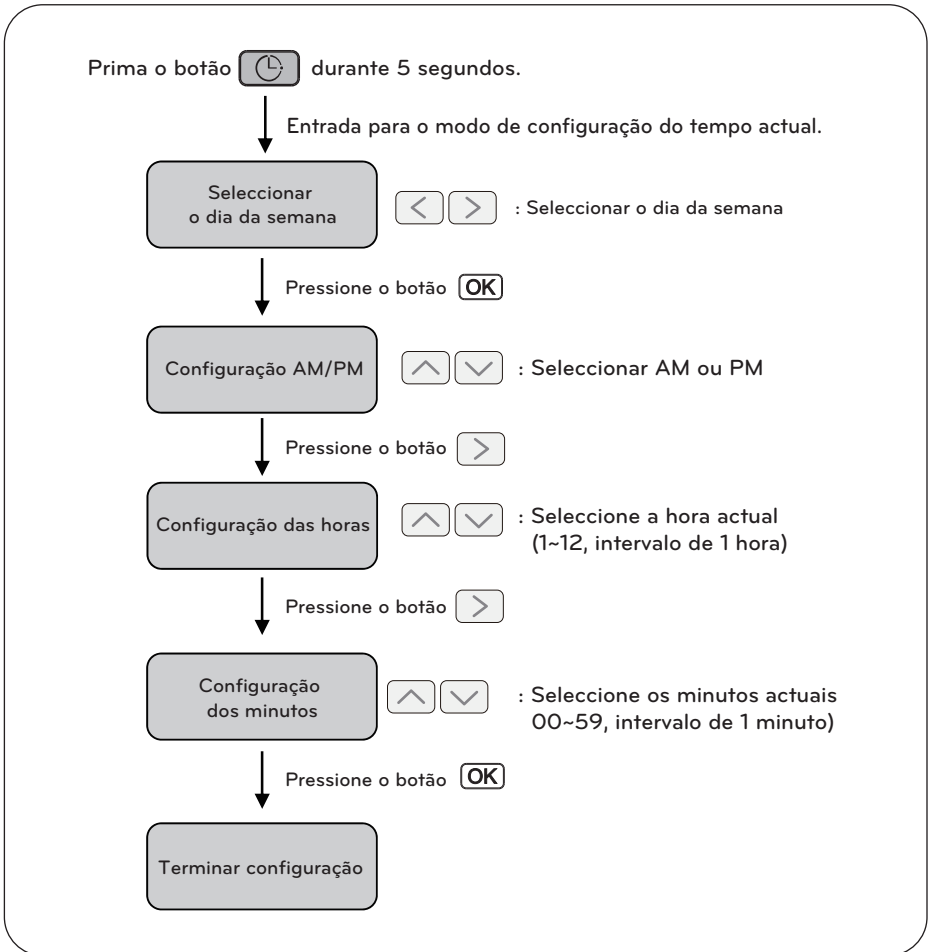 Prima o botão durante 5 segundos.
Entrada para o modo de configuração do tempo actual.
Seleccionar
o dia da semana
: Seleccionar o dia da semana
Pressione o botão OK
Configuração AM/PM
: Seleccionar AM ou PM
Pressione o botão
Configuração das horas
: Seleccione a hora actual
(1~12, intervalo de 1 hora)
Pressione o botão
Configuração
dos minutos
: Seleccione os minutos actuais
00~59, intervalo de 1 minuto)
Pressione o botão OK
Terminar configuração